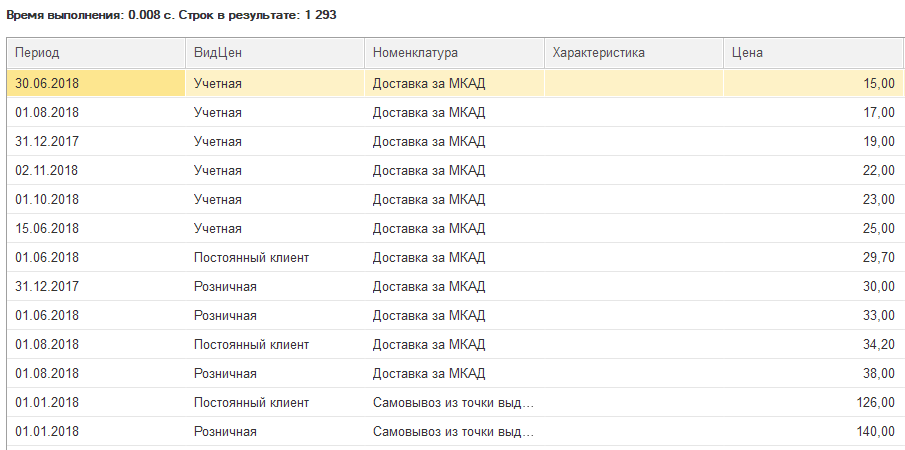 Время выполнения: 0.008 с. Строк в результате: 1 293
Период ВидЦен Номенклатура Характеристика Цена
30.06.2018 Учетная Доставка за МКАД 15,00
01.08.2018 Учетная Доставка за МКАД 17,00
31.12.2017 Учетная Доставка за МКАД 19,00
02.11.2018 Учетная Доставка за МКАД 22,00
01.10.2018 Учетная Доставка за МКАД 23,00
15.06.2018 Учетная Доставка за МКАД 25,00
01.06.2018 Постоянный клиент Доставка за МКАД 29,70
31.12.2017 Розничная Доставка за МКАД 30,00
01.06.2018 Розничная Доставка за МКАД 33,00
01.08.2018 Постоянный клиент Доставка за МКАД 34,20
01.08.2018 Розничная Доставка за МКАД 38,00
01.01.2018 Постоянный клиент Самовывоз из точки выд... 126,00
01.01.2018 Розничная Самовывоз из точки выд... 140,00